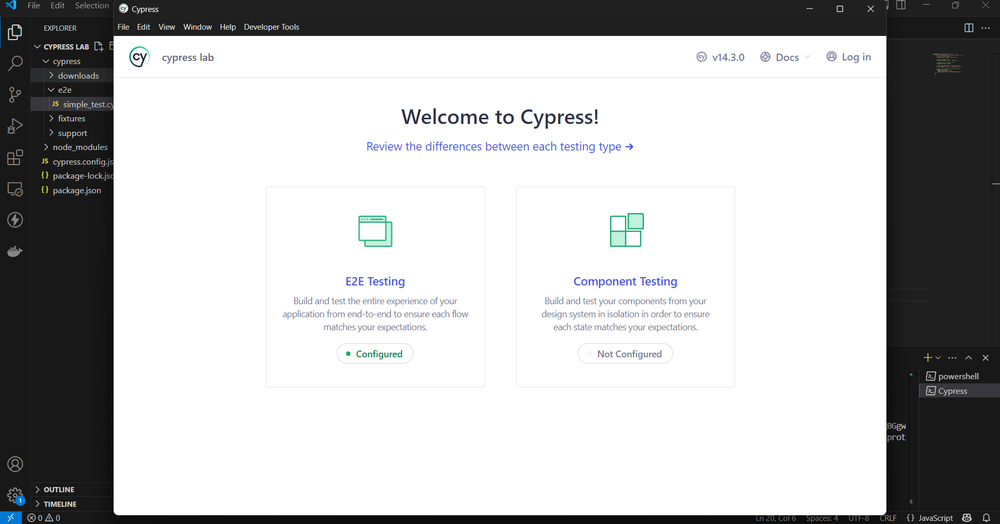 File Edit Selection
EXPLORER
CYPRESS LAB
cypress
downloads
e2e
JS simple_test.cy
fixtures
support
node_modules
JS cypress.config.js
{} package-lock.jsc
{} package.json
OUTLINE
TIMELINE
1
Cypress
File Edit View Window Help Developer Tools
cy cypress lab
cy v14.3.0 Docs Log in
Welcome to Cypress!
Review the differences between each testing type →
E2E Testing
Build and test the entire experience of your
application from end-to-end to ensure each flow
matches your expectations.
Configured
Component Testing
Build and test your components from your
design system in isolation in order to ensure
each state matches your expectations.
Not Configured
powershell
Cypress
BGgw
prot
0 0
Ln 20, Col 6 Spaces: 4 UTF-8 CRLF {} JavaScript